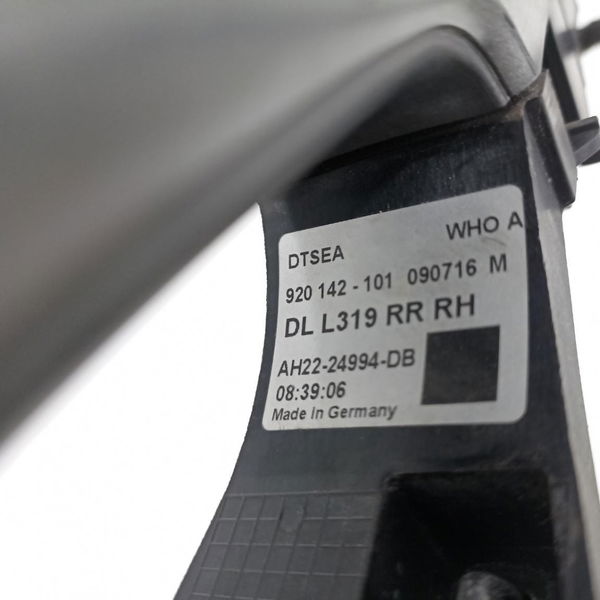 DTSEA WHO A
920 142 - 101 090716 M
DL L319 RR RH
AH22-24994-DB
08:39:06
Made In Germany